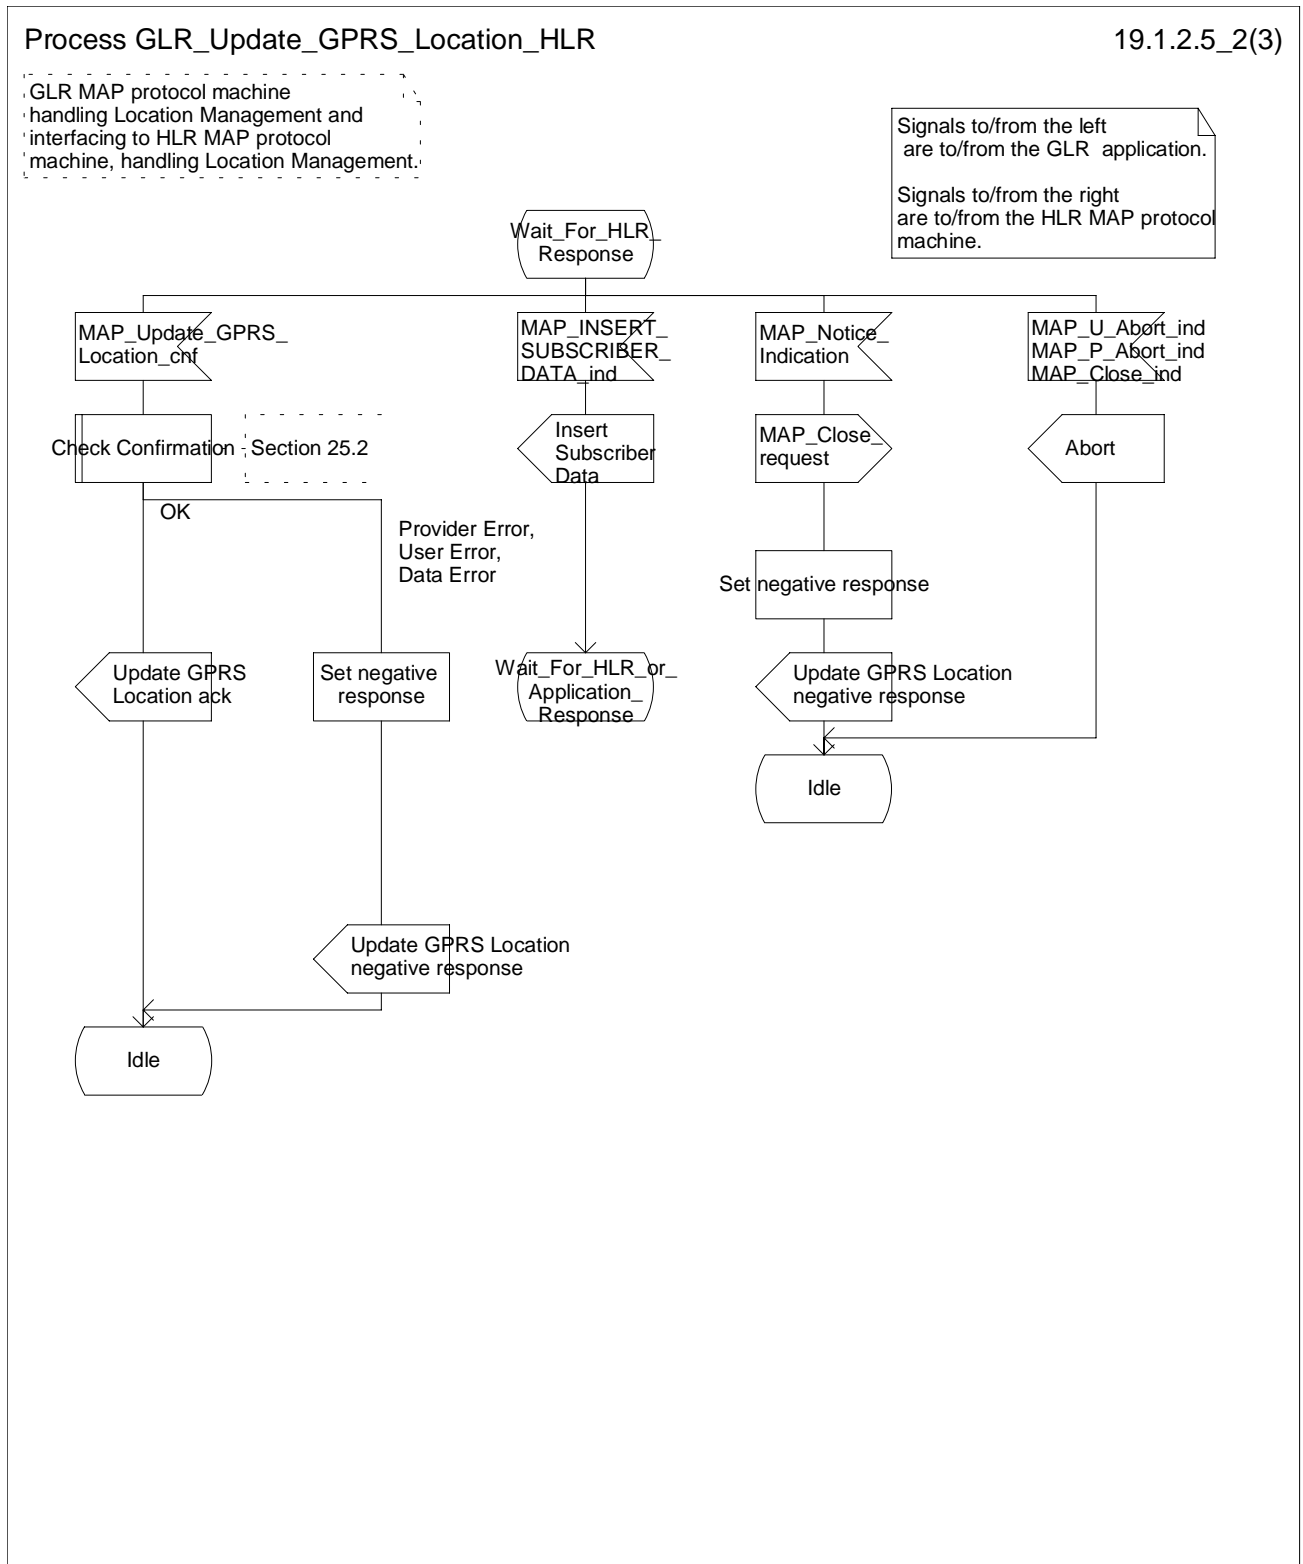 Process GLR_Update_GPRS_Location_HLR
19.1.2.5_2(3)
GLR MAP protocol machine
handling Location Management and
interfacing to HLR MAP protocol
machine, handling Location Management.
Signals to/from the left
are to/from the GLR application.
Signals to/from the right
are to/from the HLR MAP protocol
machine.
Wait_For_HLR_
Response
MAP_Update_GPRS_
Location_cnf
MAP_INSERT_
SUBSCRIBER_
DATA_ind
MAP_Notice_
Indication
MAP_U_Abort_ind
MAP_P_Abort_ind
MAP_Close_ind
Check Confirmation
Section 25.2
Insert
Subscriber
Data
MAP_Close_
request
Abort
OK
Provider Error,
User Error,
Data Error
Set negative response
Update GPRS
Location ack
Set negative
response
Wait_For_HLR_or_
Application_
Response
Update GPRS Location
negative response
Idle
Update GPRS Location
negative response
Idle